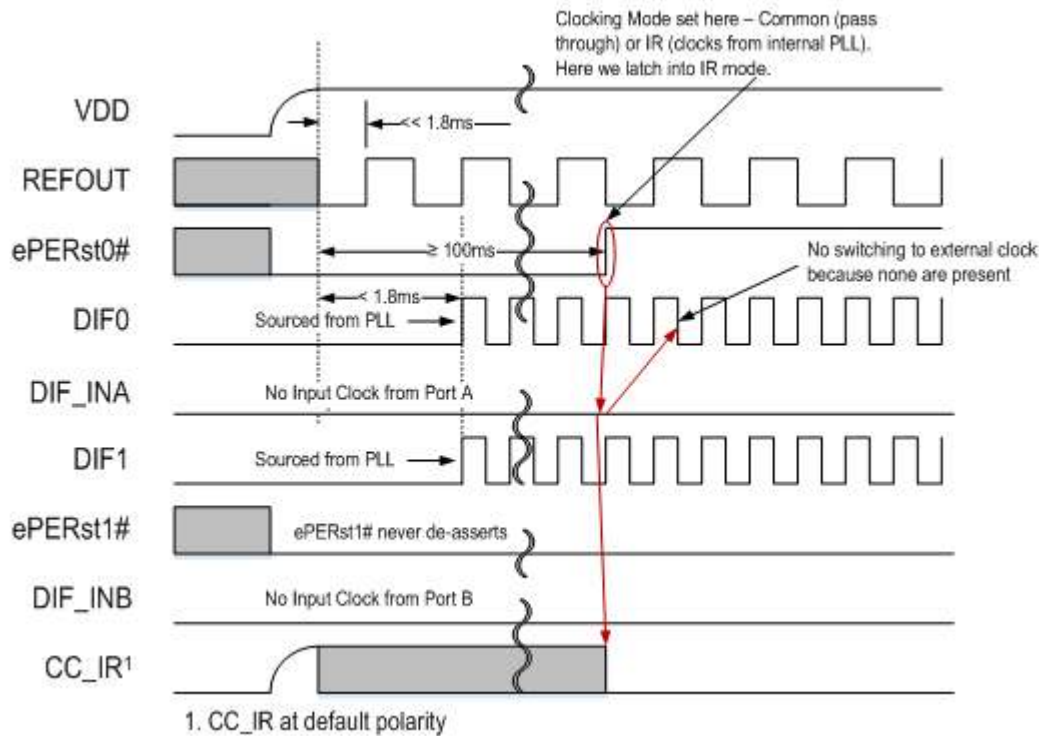 Clocking Mode set here – Common (pass
through) or IR (clocks from internal PLL).
Here we latch into IR mode.
VDD
<< 1.8ms
REFOUT
ePERst0#
≥ 100ms
No switching to external clock
because none are present
< 1.8ms
DIF0
Sourced from PLL
DIF_INA
No Input Clock from Port A
DIF1
Sourced from PLL
ePERst1#
ePERst1# never de-asserts
DIF_INB
No Input Clock from Port B
CC_IR¹
1. CC_IR at default polarity